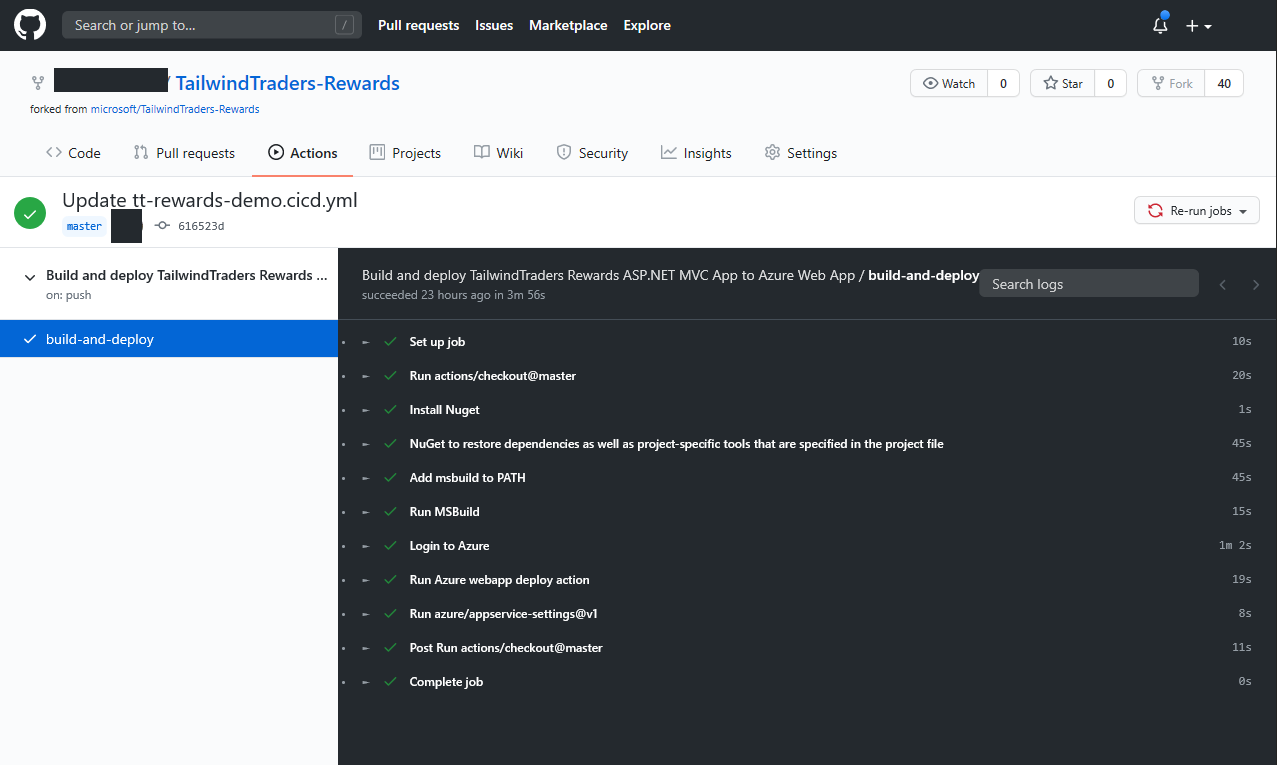 Search or jump to... / Pull requests Issues Marketplace Explore
/ TailwindTraders-Rewards Watch 0 Star 0 Fork 40
forked from microsoft/TailwindTraders-Rewards
Code Pull requests Actions Projects Wiki Security Insights Settings
Update tt-rewards-demo.cicd.yml
master 616523d
Re-run jobs
Build and deploy TailwindTraders Rewards ...
on: push
build-and-deploy
Build and deploy TailwindTraders Rewards ASP.NET MVC App to Azure Web App / build-and-deploy
succeeded 23 hours ago in 3m 56s
Search logs
Set up job 10s
Run actions/checkout@master 20s
Install Nuget 1s
NuGet to restore dependencies as well as project-specific tools that are specified in the project file 45s
Add msbuild to PATH 45s
Run MSBuild 15s
Login to Azure 1m 2s
Run Azure webapp deploy action 19s
Run azure/appservice-settings@v1 8s
Post Run actions/checkout@master 11s
Complete job 0s